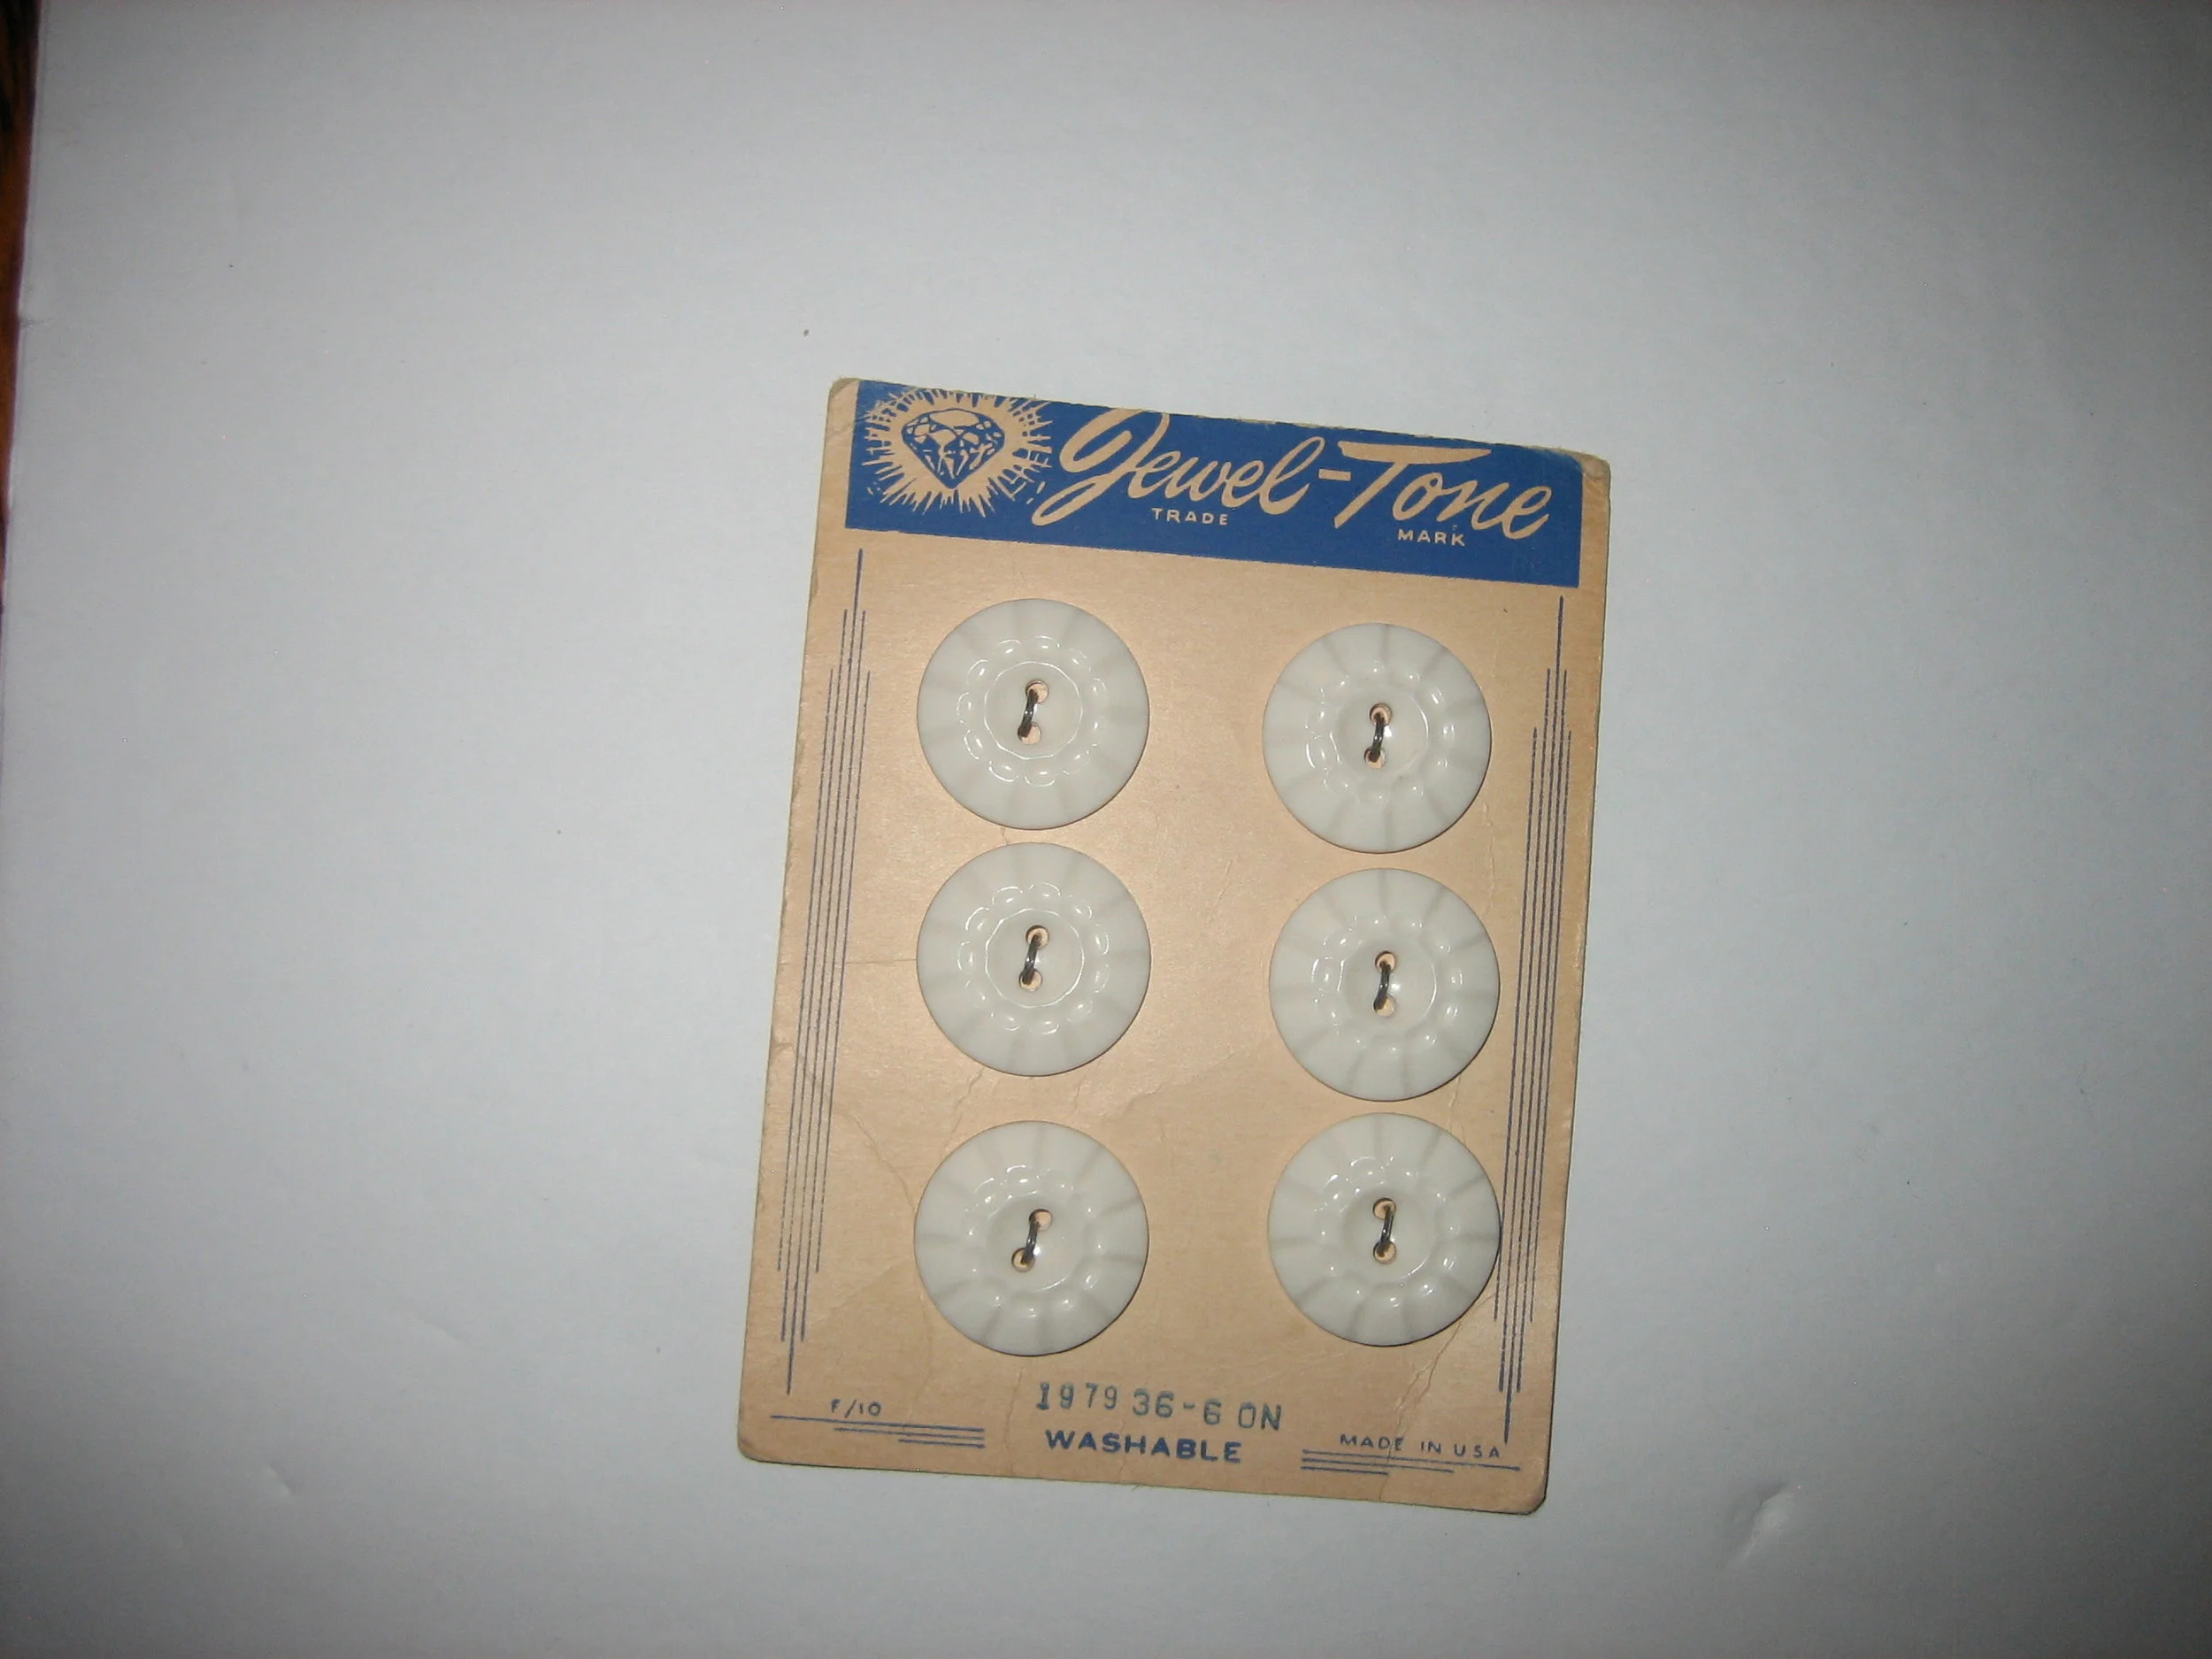 Jewel-Tone
TRADE MARK
1979 36-6 ON
F/10
WASHABLE
MADE IN USA